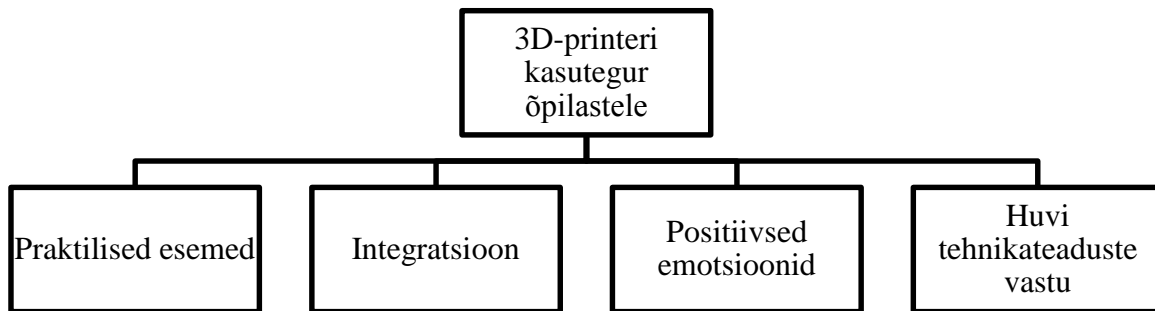 3D-printeri
kasutegur
õpilastele
Praktilised esemed
Integratsioon
Positiivsed
emotsioonid
Huvi
tehnikateaduste
vastu